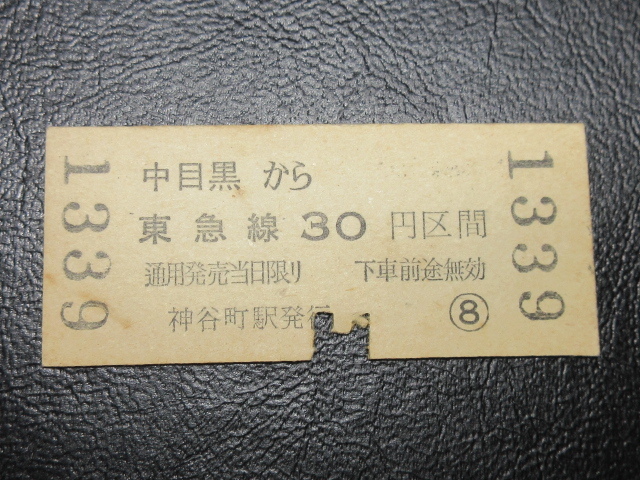 1339
中目黒 から
東急線 30 円区間
通用発売当日限り 下車前途無効
神谷町駅発行 ⑧
1339